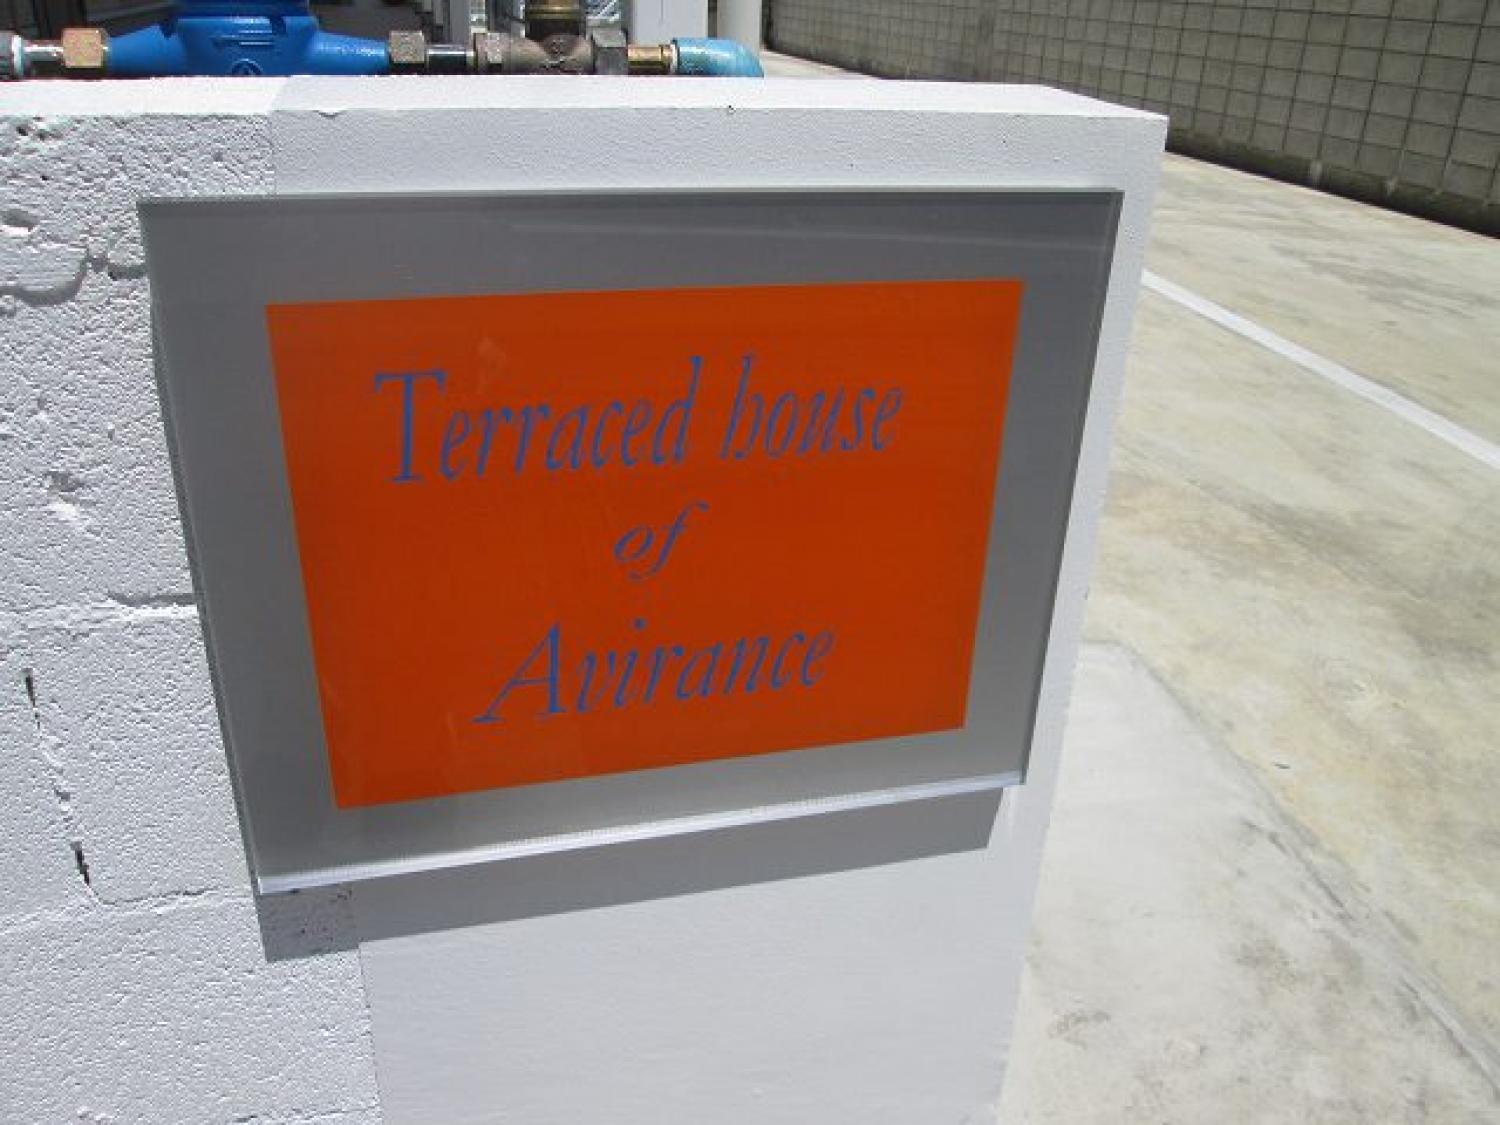 Terraced house
of
Avirance